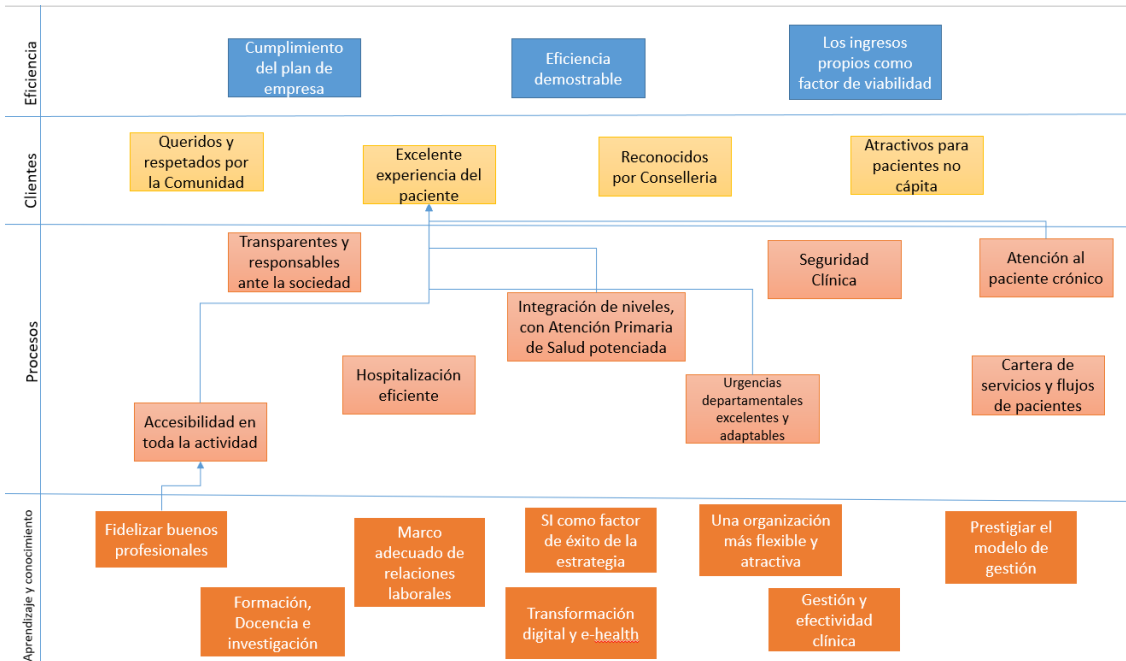 Eficiencia
Cumplimiento
del plan de
empresa
Eficiencia
demostrable
Los ingresos
propios como
factor de viabilidad
Clientes
Queridos y
respetados por
la Comunidad
Excelente
experiencia del
paciente
Reconocidos
por Conselleria
Atractivos para
pacientes no
cápita
Procesos
Transparentes y
responsables
ante la sociedad
Seguridad
Clínica
Atención al
paciente crónico
Integración de niveles,
con Atención Primaria
de Salud potenciada
Hospitalización
eficiente
Urgencias
departamentales
excelentes y
adaptables
Cartera de
servicios y flujos
de pacientes
Accesibilidad en
toda la actividad
Aprendizaje y conocimiento
Fidelizar buenos
profesionales
Marco
adecuado de
relaciones
laborales
SI como factor
de éxito de la
estrategia
Una organización
más flexible y
atractiva
Prestigiar el
modelo de
gestión
Formación,
Docencia e
investigación
Transformación
digital y e-health
Gestión y
efectividad
clínica